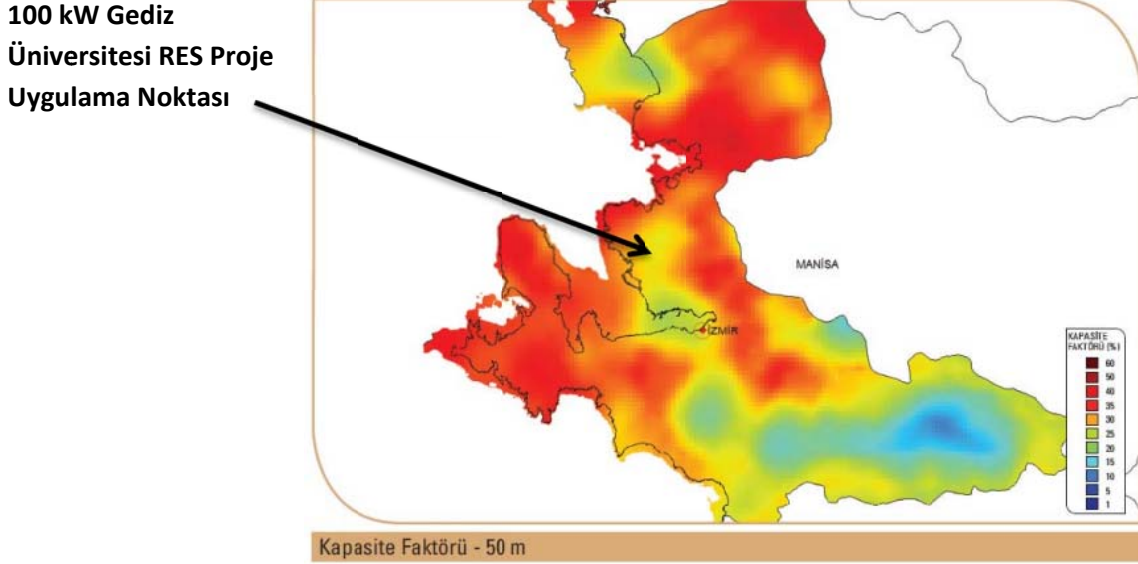 100 kW Gediz
Üniversitesi RES Proje
Uygulama Noktası
MANİSA
İZMİR
KAPASİTE
FAKTÖRÜ (%)
60
50
40
35
30
25
20
15
10
5
1
Kapasite Faktörü - 50 m